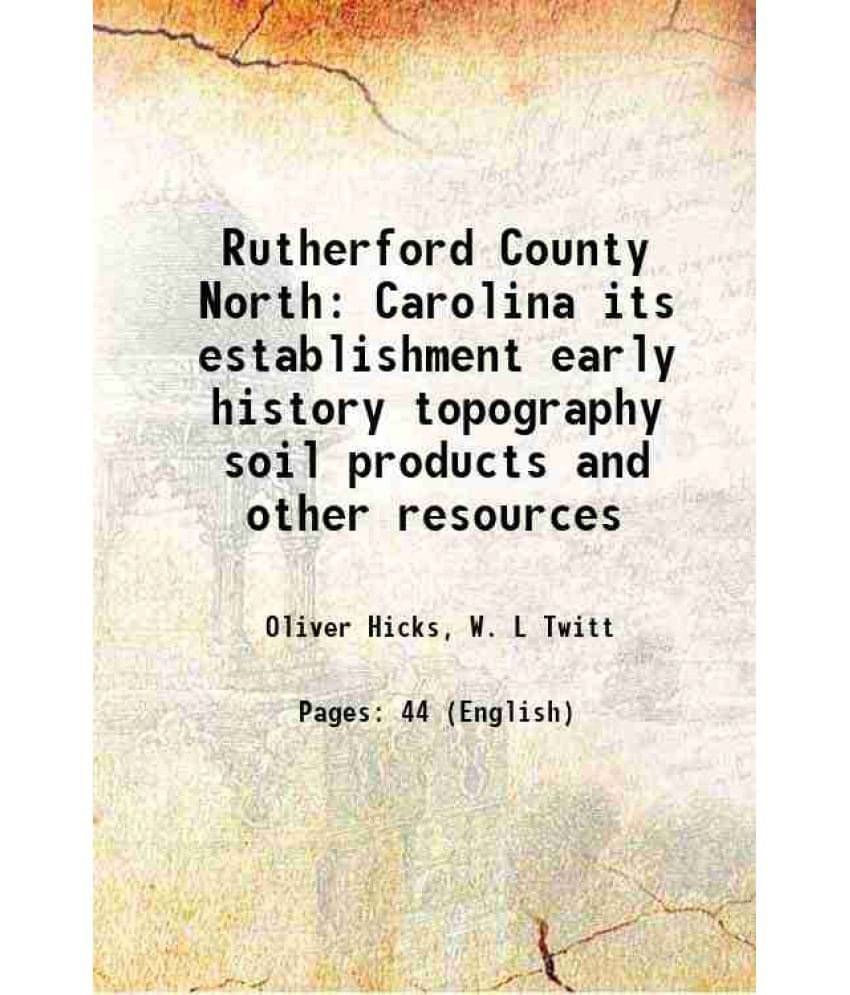 Rutherford County
North: Carolina its
establishment early
history topography
soil products and
other resources
Oliver Hicks, W. L Twitt
Pages: 44 (English)